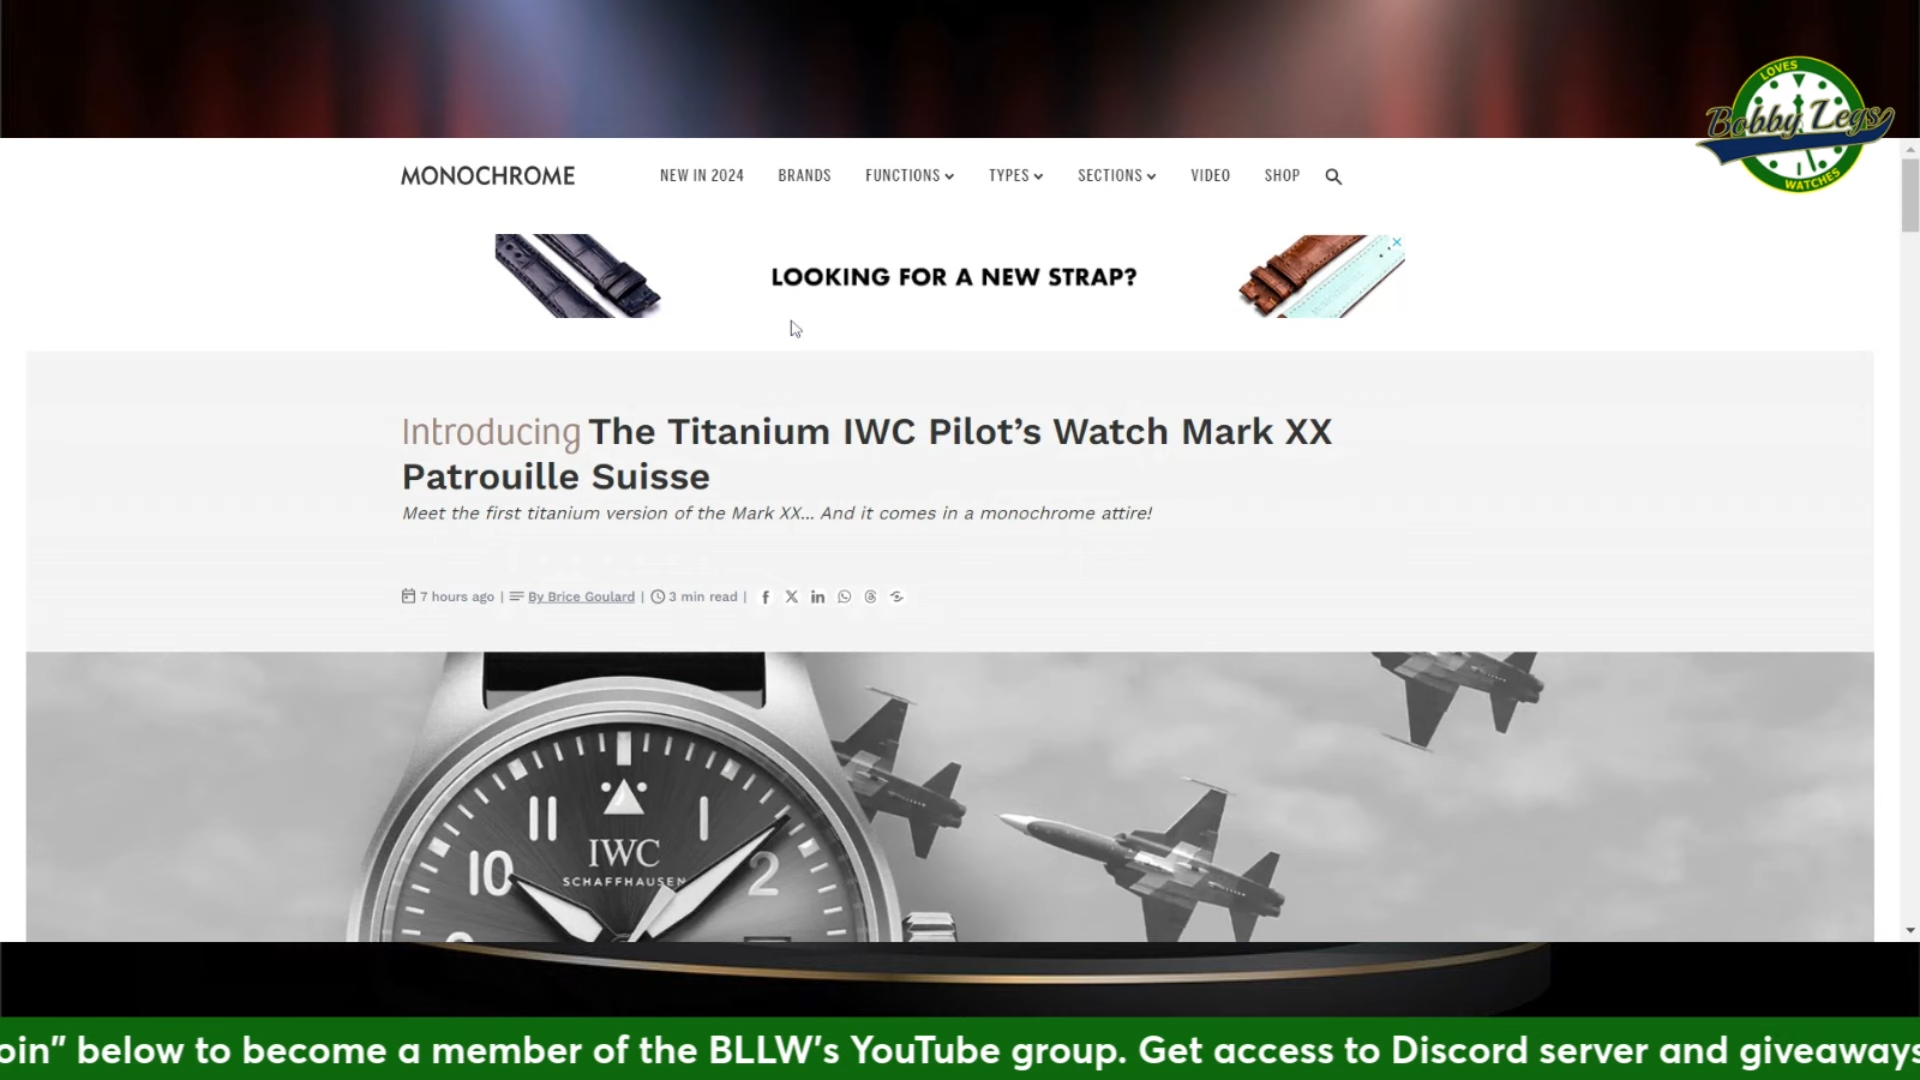 LOVES
Bobby Legs
WATCHES
MONOCHROME
NEW IN 2024 BRANDS FUNCTIONS TYPES SECTIONS VIDEO SHOP
LOOKING FOR A NEW STRAP?
Introducing The Titanium IWC Pilot’s Watch Mark XX
Patrouille Suisse
Meet the first titanium version of the Mark XX... And it comes in a monochrome attire!
7 hours ago | By Brice Goulard | 3 min read |
11 1
IWC
10 2
SCHAFFHAUSEN
oin” below to become a member of the BLLW’s YouTube group. Get access to Discord server and giveaways